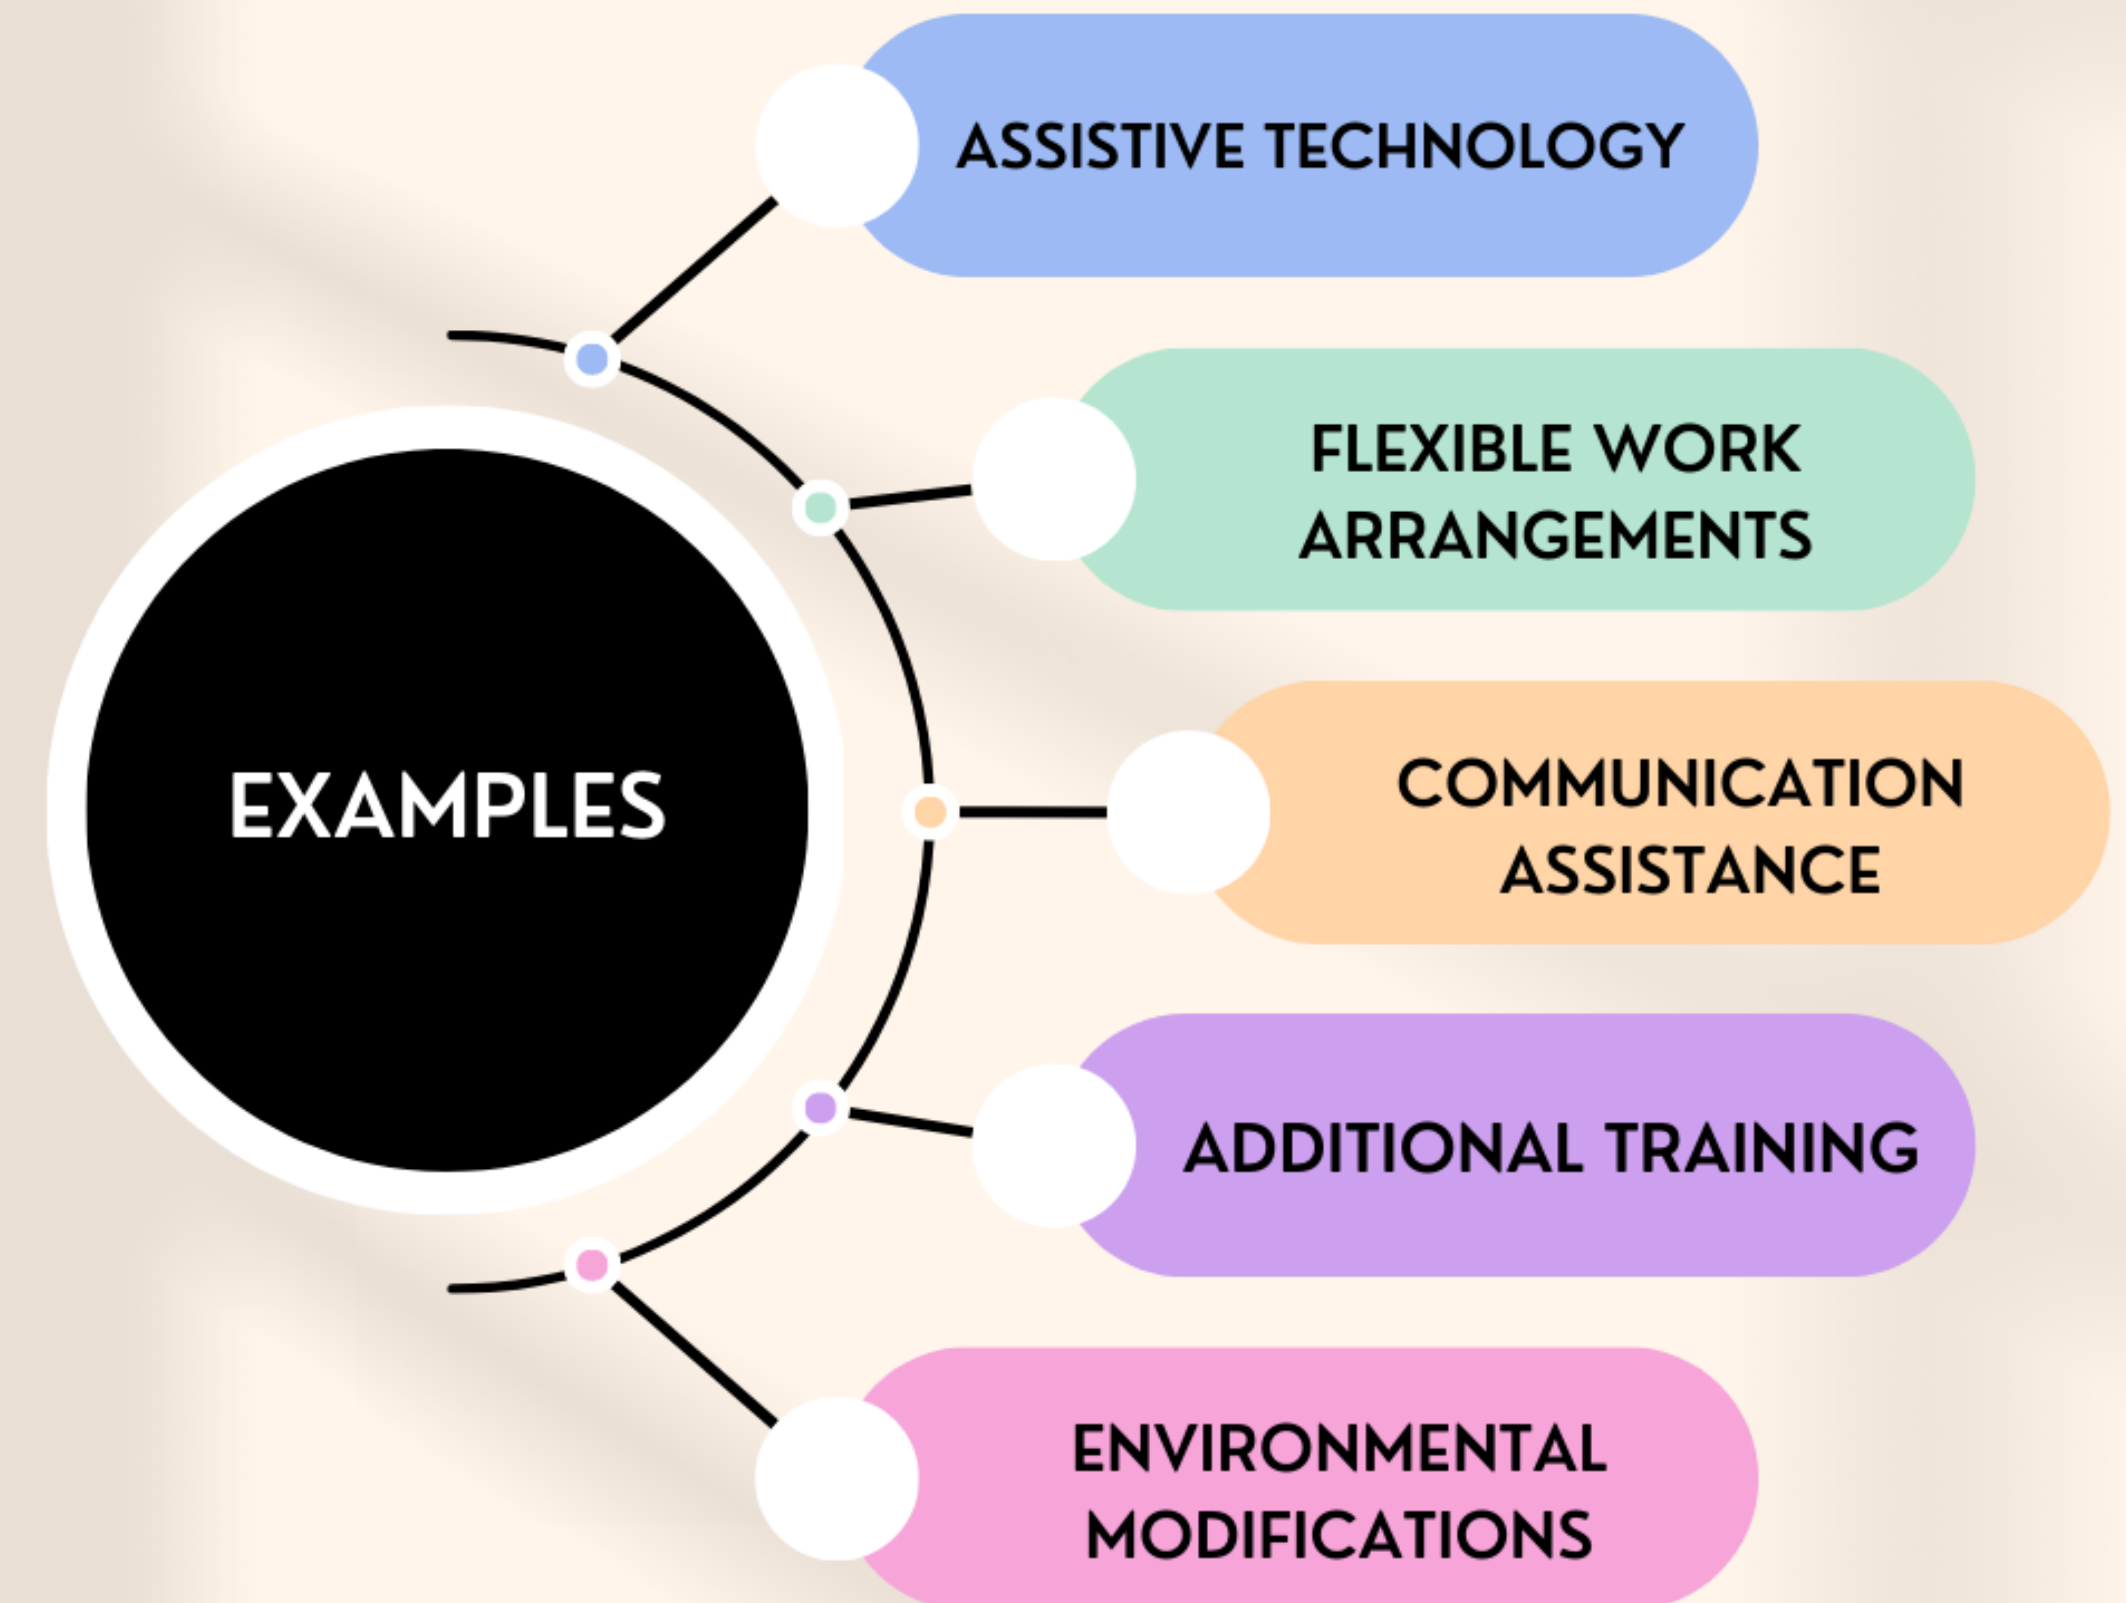 ASSISTIVE TECHNOLOGY
FLEXIBLE WORK
ARRANGEMENTS
EXAMPLES
COMMUNICATION
ASSISTANCE
ADDITIONAL TRAINING
ENVIRONMENTAL
MODIFICATIONS